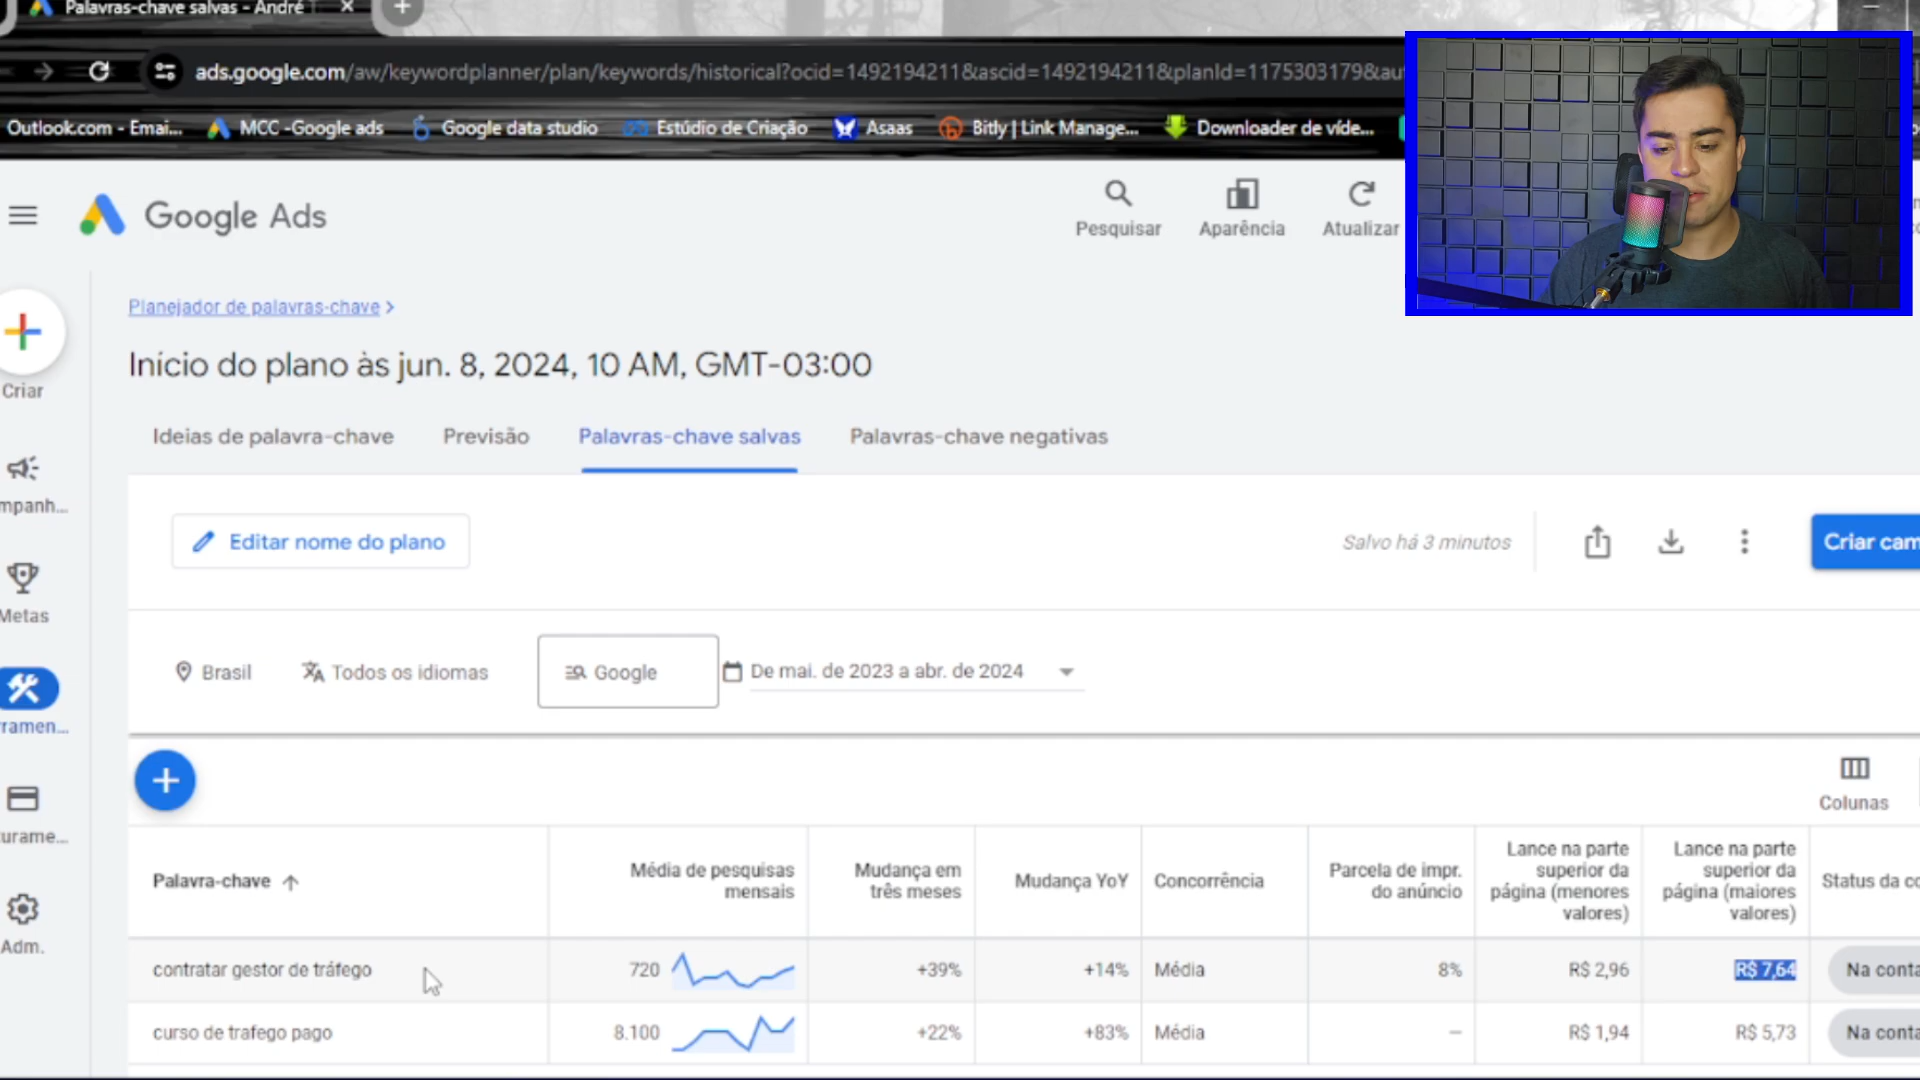 Palavras-chave salvas - André
ads.google.com/aw/keywordplanner/plan/keywords/historical?ocid=1492194211&ascid=1492194211&planId=1175303179&au
Outlook.com - Emai...
MCC -Google ads
Google data studio
Estúdio de Criação
Asaas
Bitly | Link Manage...
Downloader de víde...
Google Ads
Pesquisar
Aparência
Atualizar
Criar
mpanh...
Metas
ramen...
urame...
Adm.
Planejador de palavras-chave >
Início do plano às jun. 8, 2024, 10 AM, GMT-03:00
Ideias de palavra-chave
Previsão
Palavras-chave salvas
Palavras-chave negativas
Editar nome do plano
Salvo há 3 minutos
Criar cam
Brasil
Todos os idiomas
Google
De mai. de 2023 a abr. de 2024
Colunas
Palavra-chave
Média de pesquisas
mensais
Mudança em
três meses
Mudança YoY
Concorrência
Parcela de impr.
do anúncio
Lance na parte
superior da
página (menores
valores)
Lance na parte
superior da
página (maiores
valores)
Status da co
contratar gestor de tráfego
720
+39%
+14%
Média
8%
R$ 2,96
R$ 7,64
Na conta
curso de trafego pago
8.100
+22%
+83%
Média
–
R$ 1,94
R$ 5,73
Na conta